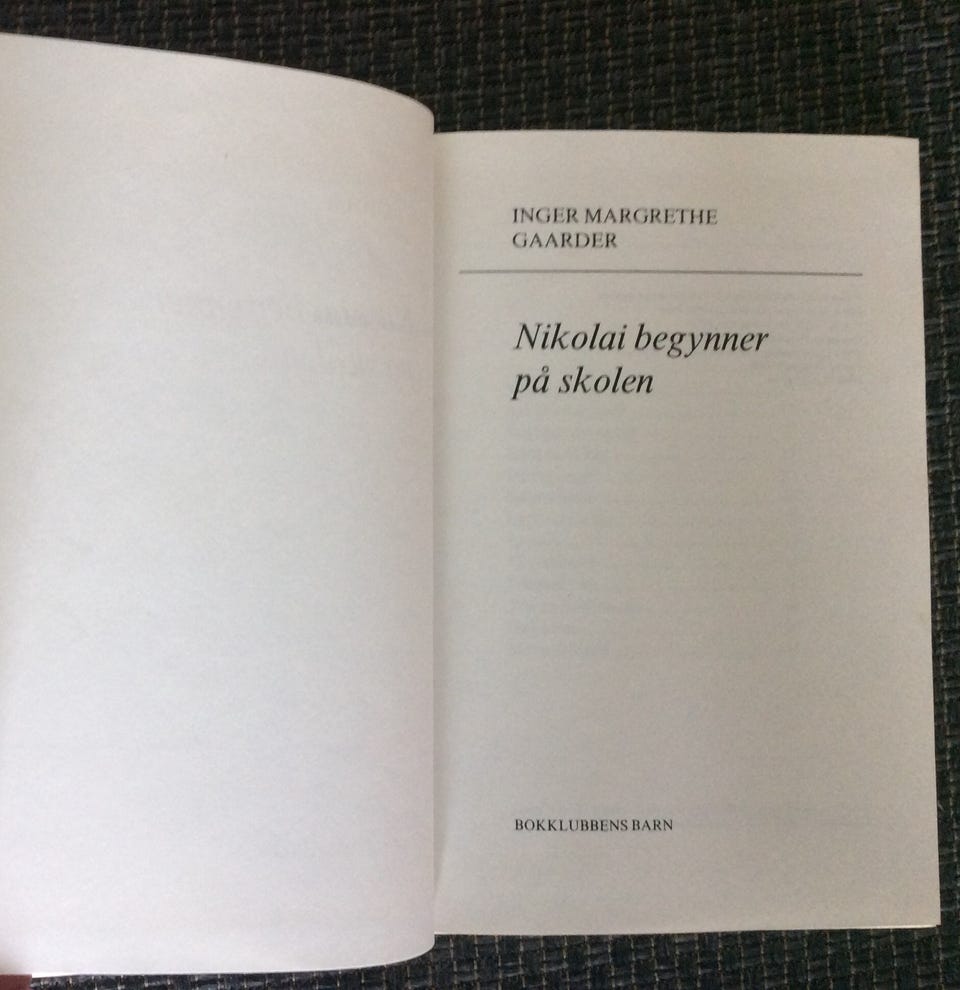 INGER MARGRETHE
GAARDER
Nikolai begynner
på skolen
BOKKLUBBENS BARN